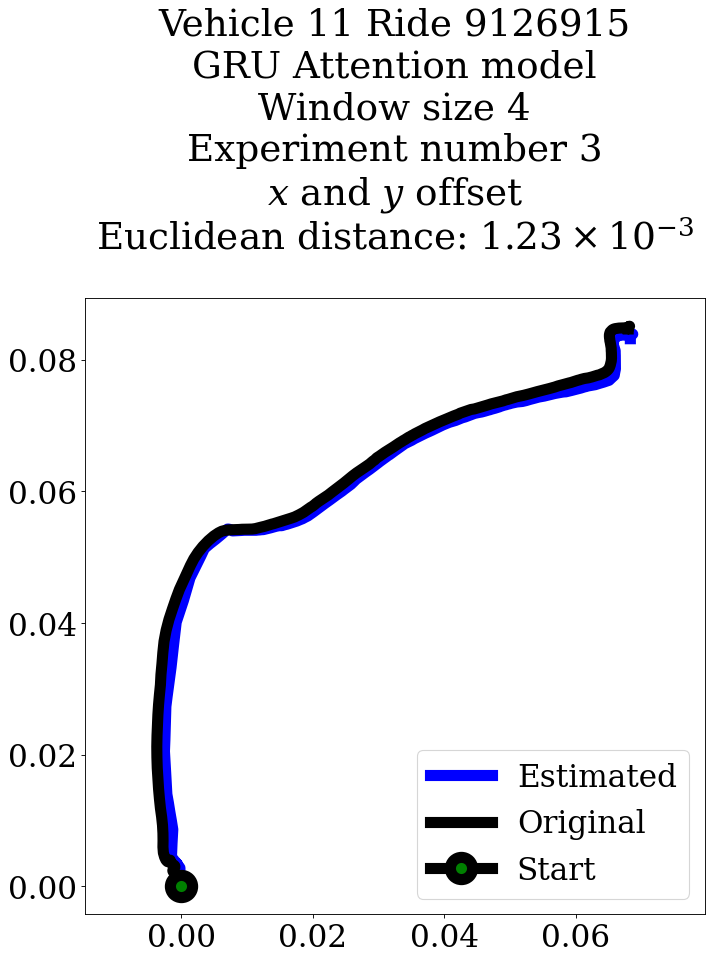 Vehicle 11 Ride 9126915
GRU Attention model
Window size 4
Experiment number 3
x and y offset
Euclidean distance: 1.23 × 10⁻³
0.08
0.06
0.04
0.02
0.00
Estimated
Original
Start
0.00 0.02 0.04 0.06